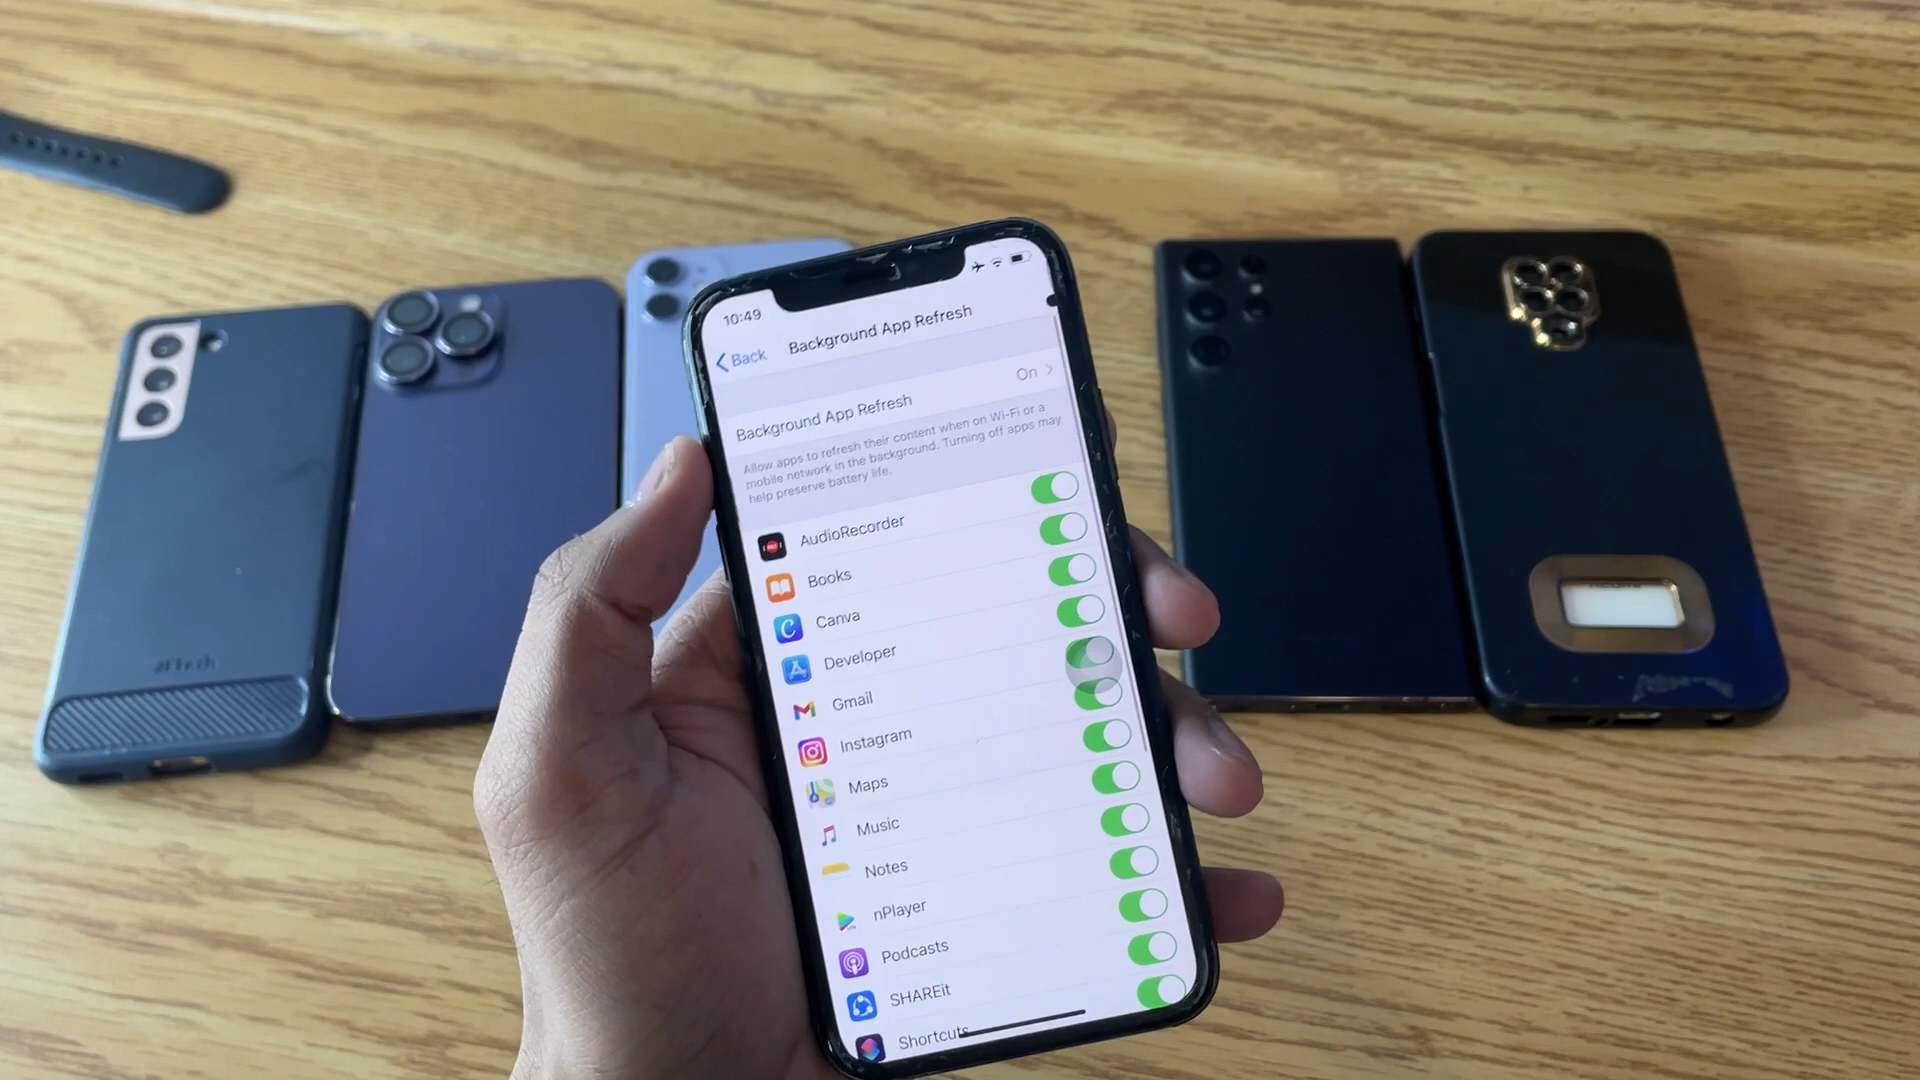 10:49
Back
Background App Refresh
Background App Refresh
On
Allow apps to refresh their content when on Wi-Fi or a
mobile network in the background. Turning off apps may
help preserve battery life.
AudioRecorder
Books
Canva
Developer
Gmail
Instagram
Maps
Music
Notes
nPlayer
Podcasts
SHAREit
Shortcuts